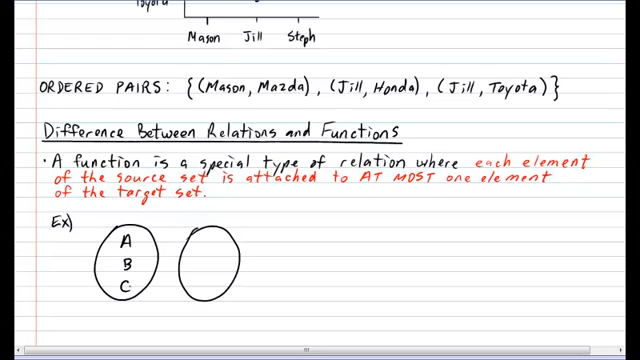 Toyota
Mason Jill Steph
ORDERED PAIRS: {(Mason, Mazda), (Jill, Honda), (Jill, Toyota)}
Difference Between Relations and Functions
• A function is a special type of relation where each element
of the source set is attached to AT MOST one element
of the target set.
Ex)
A
B
C